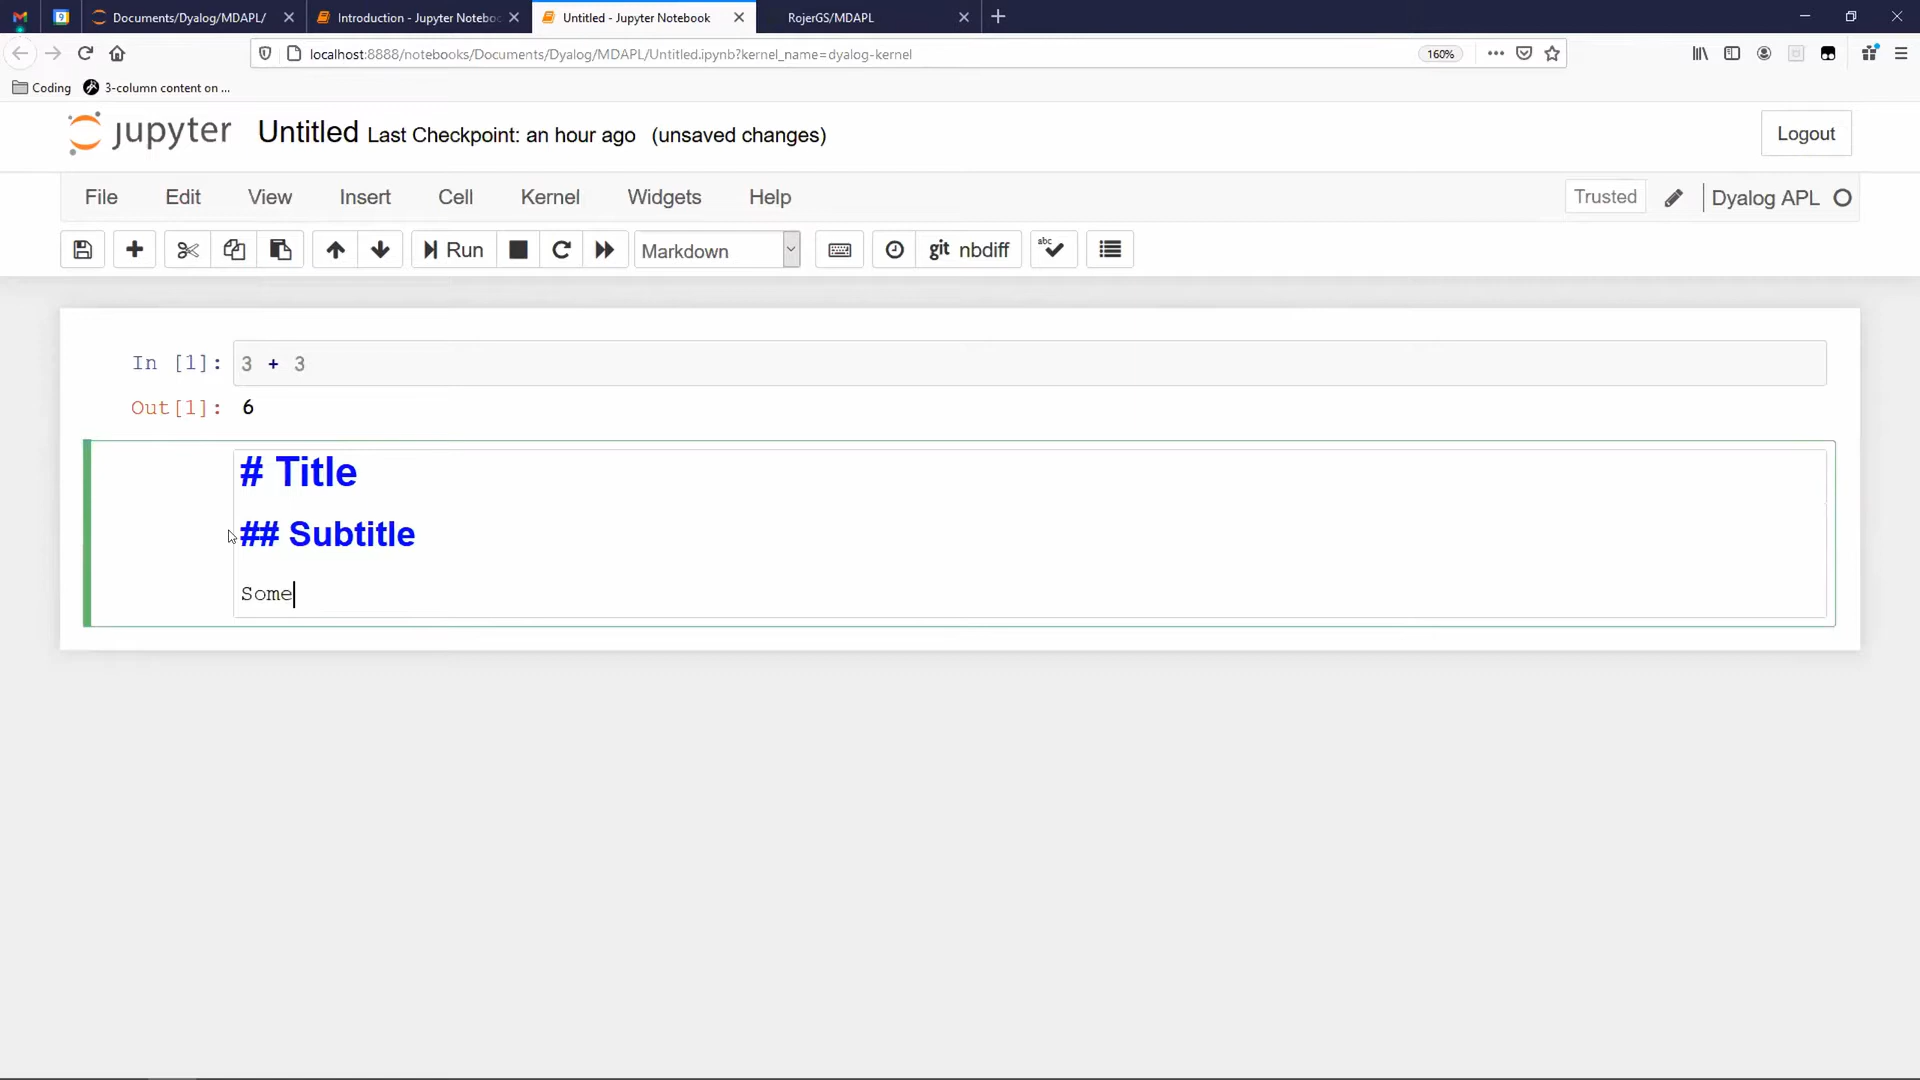 Documents/Dyalog/MDAPL/
Introduction - Jupyter Noteboo
Untitled - Jupyter Notebook
RojerGS/MDAPL
localhost:8888/notebooks/Documents/Dyalog/MDAPL/Untitled.ipynb?kernel_name=dyalog-kernel
160%
Coding
3-column content on ...
jupyter Untitled Last Checkpoint: an hour ago (unsaved changes)
Logout
File Edit View Insert Cell Kernel Widgets Help
Trusted
Dyalog APL
Run
Markdown
git nbdiff
abc
In [1]: 3 + 3
Out[1]: 6
# Title
## Subtitle
Some